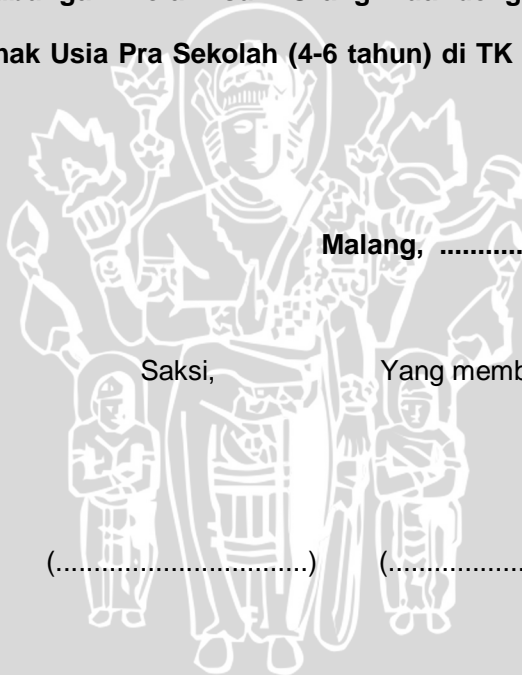 nak Usia Pra Sekolah (4-6 tahun) di TK
Malang, ............
Saksi, Yang memb
(.................................) (.....................